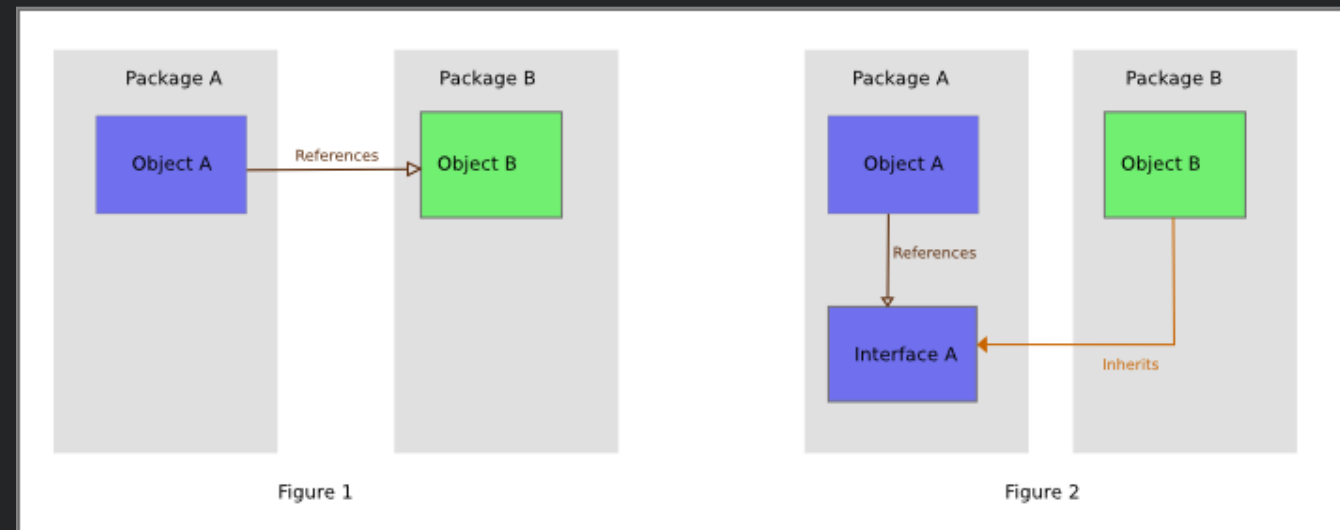 Package A
Package B
Object A
References
Object B
Figure 1
Package A
Package B
Object A
Object B
References
Interface A
Inherits
Figure 2